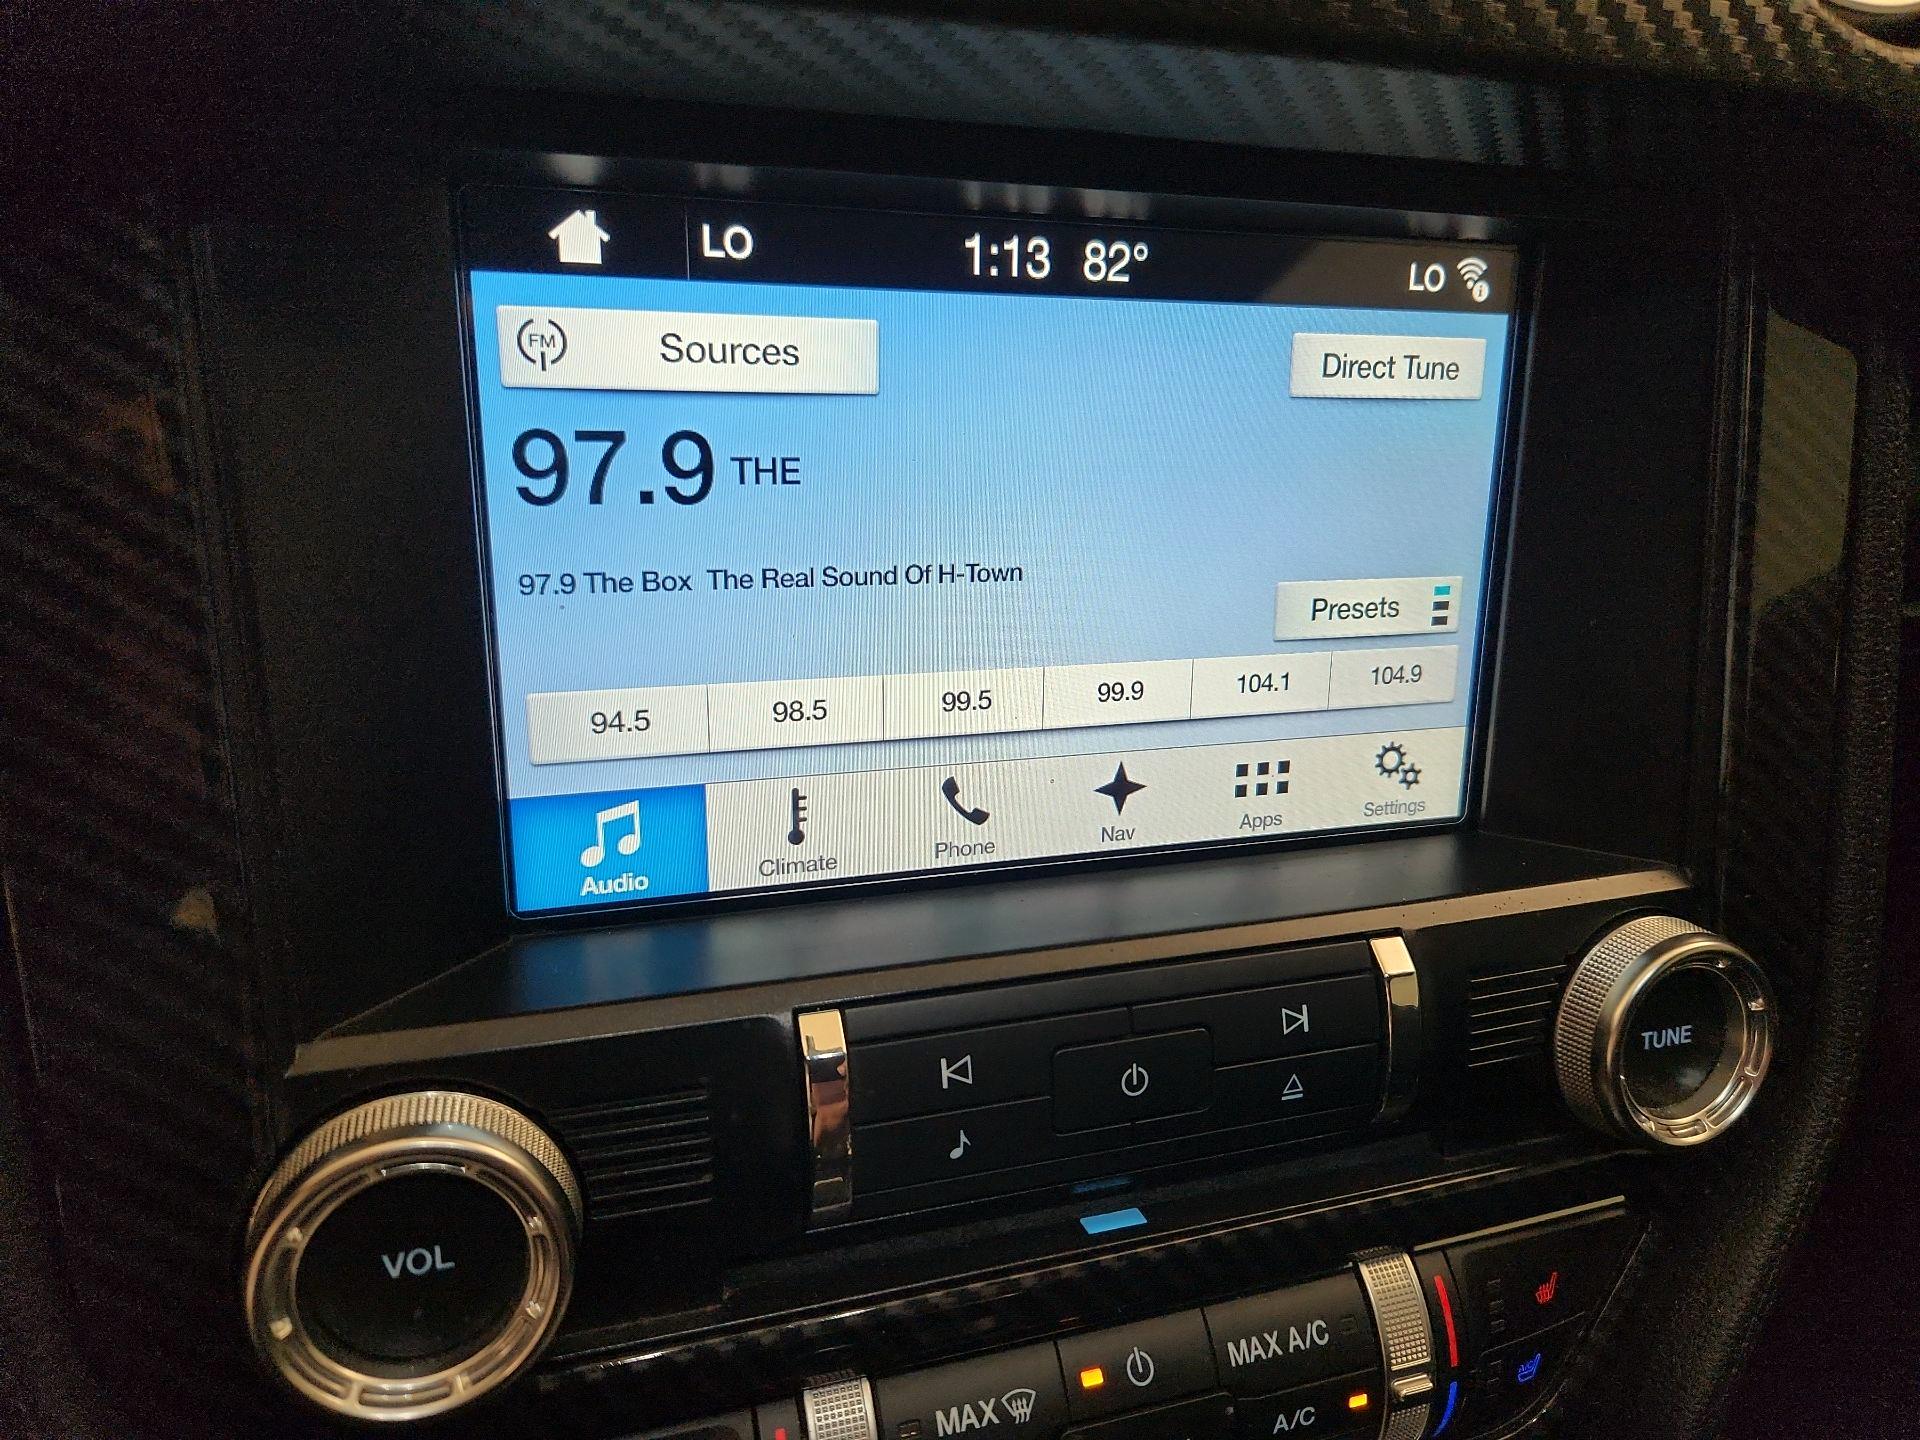 LO 1:13 82° LO
FM Sources Direct Tune
97.9 THE
97.9 The Box The Real Sound Of H-Town
Presets
94.5 98.5 99.5 99.9 104.1 104.9
Audio Climate Phone Nav Apps Settings
TUNE
VOL
MAX A/C
MAX
A/C